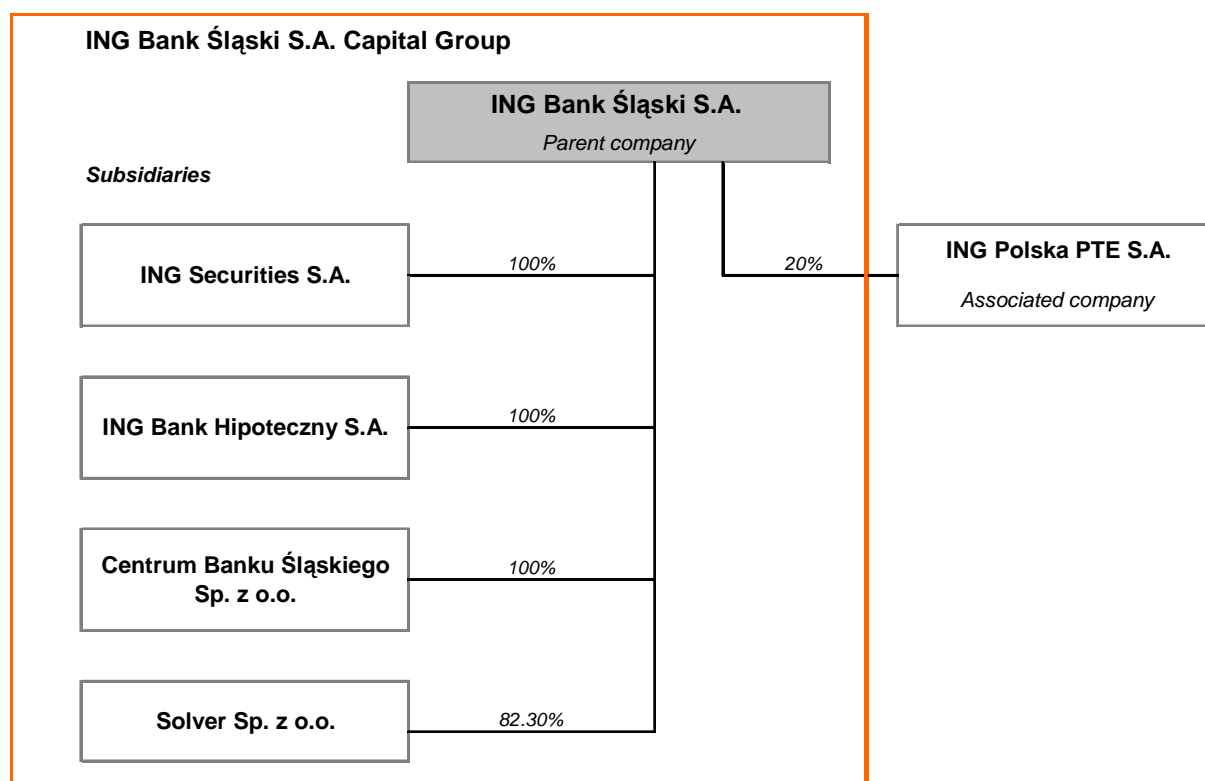 ING Bank Śląski S.A. Capital Group
ING Bank Śląski S.A.
Parent company
Subsidiaries
ING Securities S.A.
100%
20%
ING Polska PTE S.A.
Associated company
ING Bank Hipoteczny S.A.
100%
Centrum Banku Śląskiego
Sp. z o.o.
100%
Solver Sp. z o.o.
82.30%